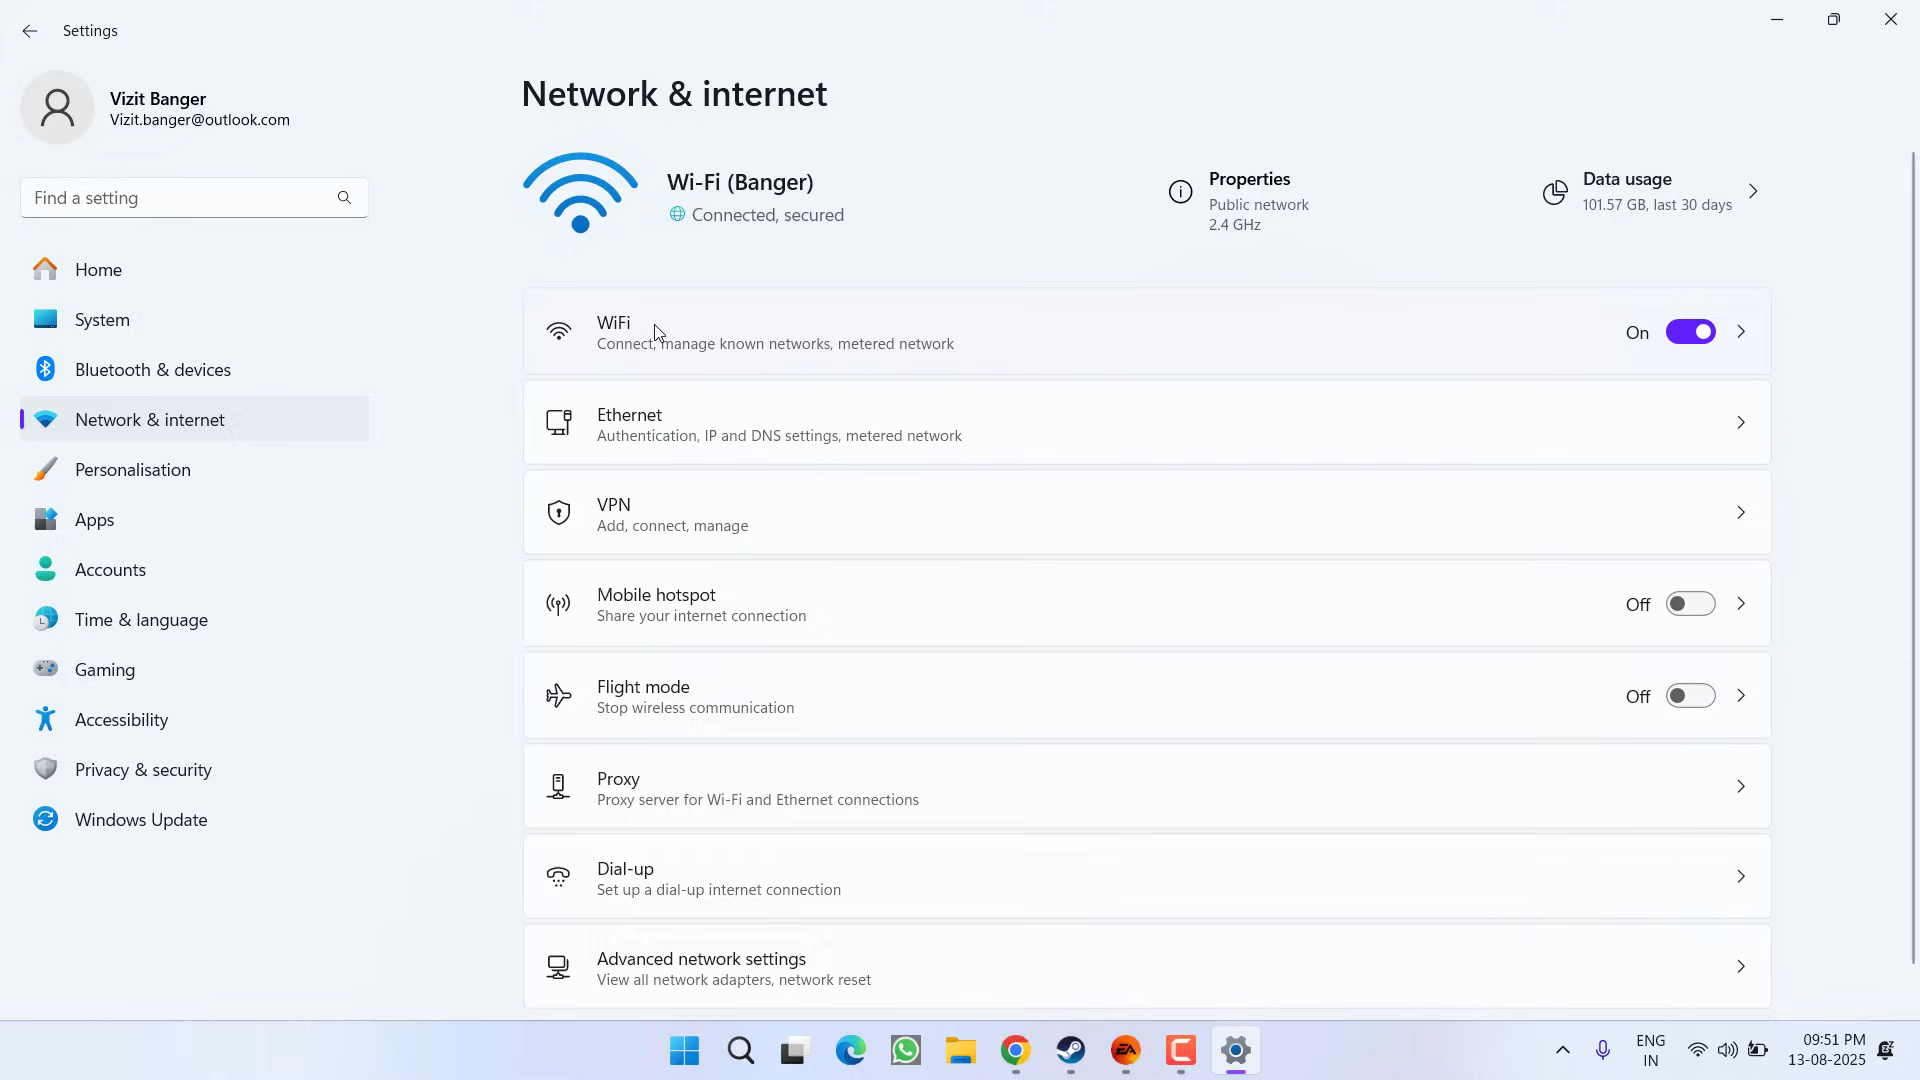 Settings
Vizit Banger
Vizit.banger@outlook.com
Find a setting
Home
System
Bluetooth & devices
Network & internet
Personalisation
Apps
Accounts
Time & language
Gaming
Accessibility
Privacy & security
Windows Update
Network & internet
Wi-Fi (Banger)
Connected, secured
Properties
Public network
2.4 GHz
Data usage
101.57 GB, last 30 days
WiFi
Connect, manage known networks, metered network
On
Ethernet
Authentication, IP and DNS settings, metered network
VPN
Add, connect, manage
Mobile hotspot
Share your internet connection
Off
Flight mode
Stop wireless communication
Off
Proxy
Proxy server for Wi-Fi and Ethernet connections
Dial-up
Set up a dial-up internet connection
Advanced network settings
View all network adapters, network reset
EA
ENG
IN
09:51 PM
13-08-2025